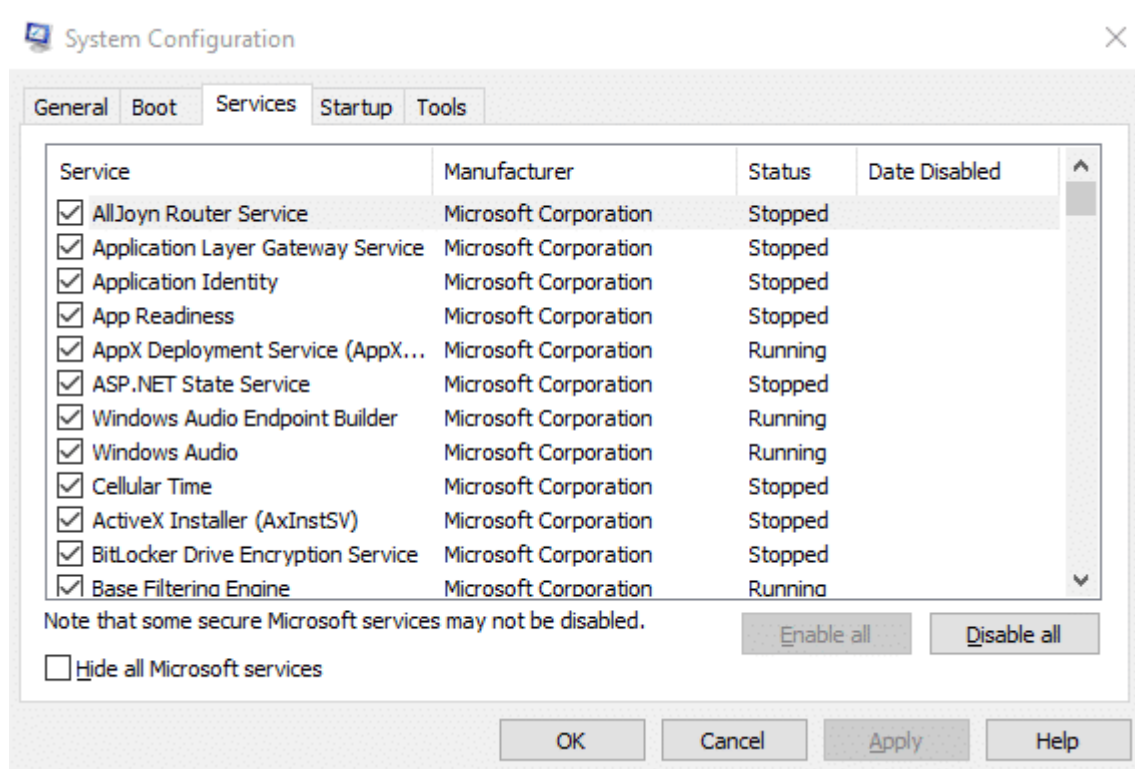 System Configuration
General Boot Services Startup Tools
Service Manufacturer Status Date Disabled
AllJoyn Router Service Microsoft Corporation Stopped
Application Layer Gateway Service Microsoft Corporation Stopped
Application Identity Microsoft Corporation Stopped
App Readiness Microsoft Corporation Stopped
AppX Deployment Service (AppX... Microsoft Corporation Running
ASP.NET State Service Microsoft Corporation Stopped
Windows Audio Endpoint Builder Microsoft Corporation Running
Windows Audio Microsoft Corporation Running
Cellular Time Microsoft Corporation Stopped
ActiveX Installer (AxInstSV) Microsoft Corporation Stopped
BitLocker Drive Encryption Service Microsoft Corporation Stopped
Base Filtering Engine Microsoft Corporation Running
Note that some secure Microsoft services may not be disabled.
Enable all Disable all
Hide all Microsoft services
OK Cancel Apply Help